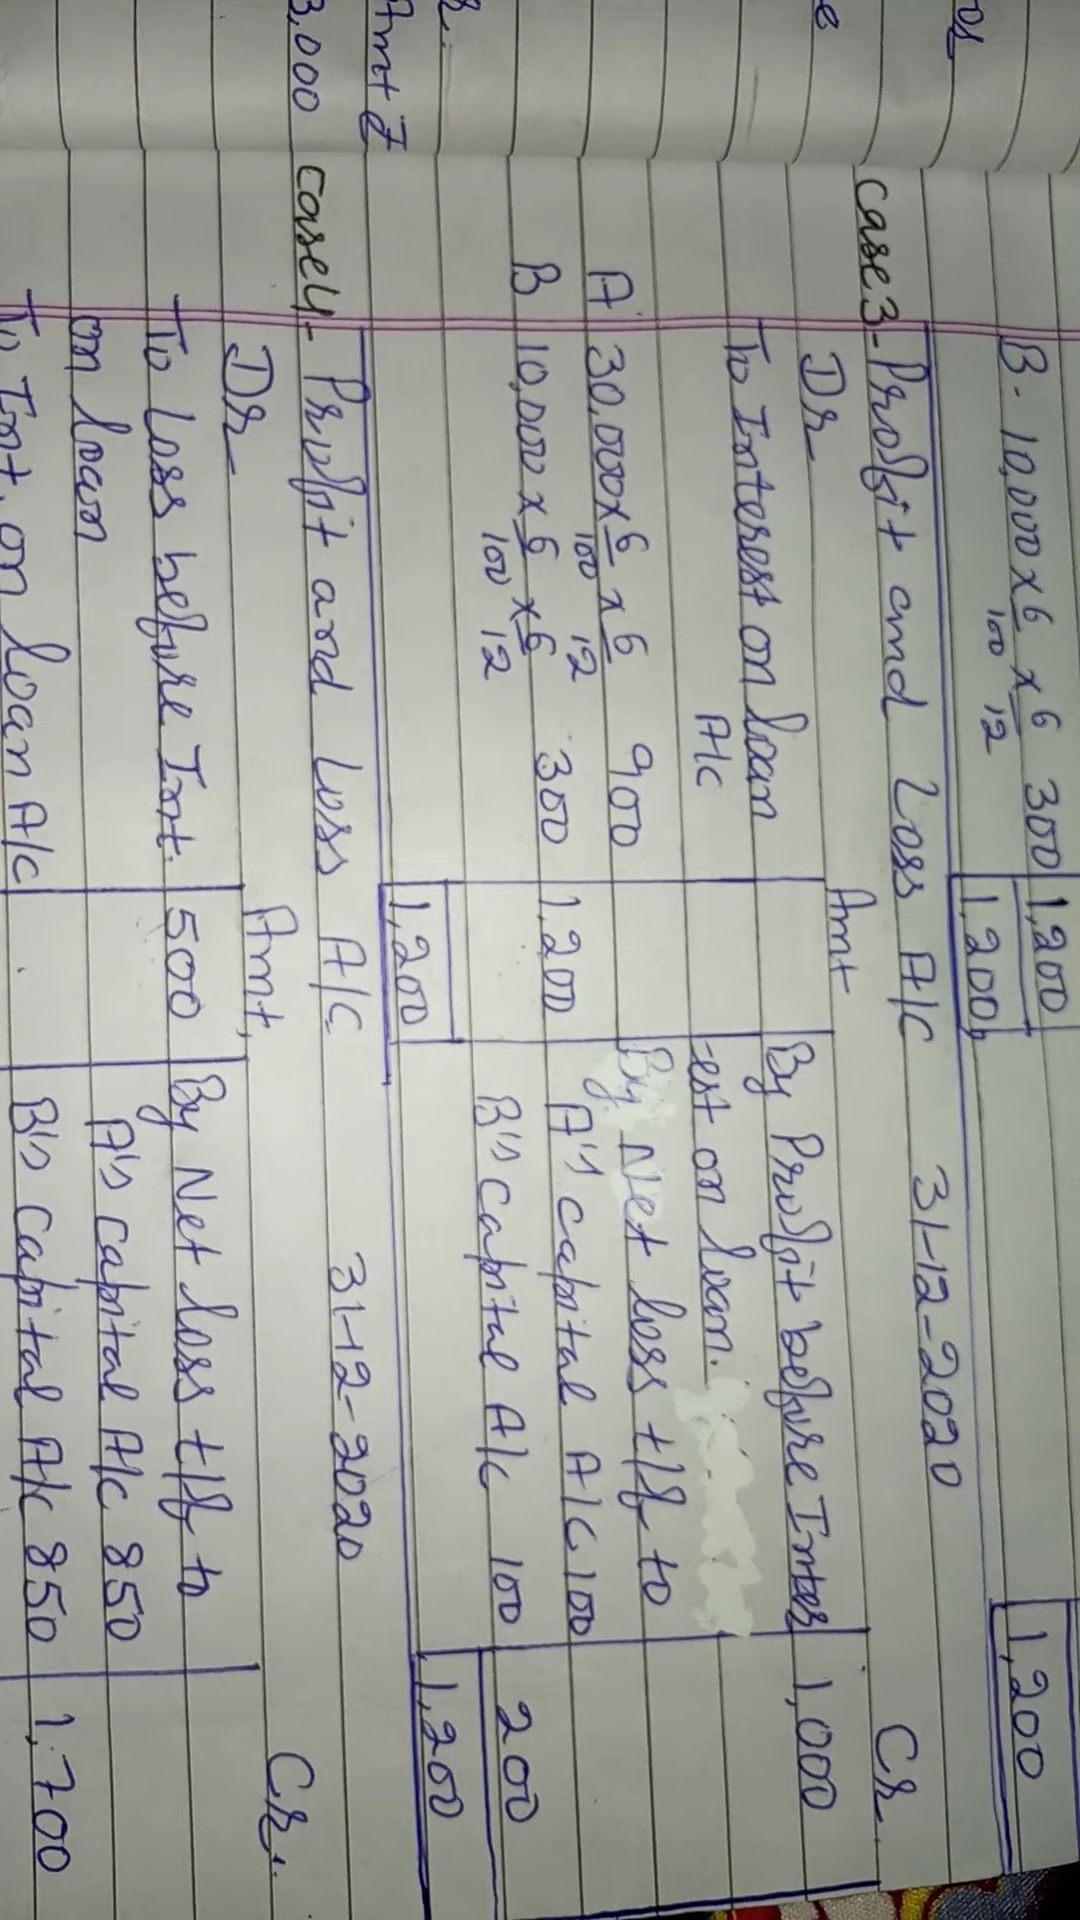 or
e
r.
Amt ₹
3,000
B. 10,000 x 6/100 x 6/12 300 1,200
1,200
1,200
Case 3 - Profit and Loss A/c 31-12-2020
Dr Amt Cr
To Interest on loan A/c
By Profit before Interest on loan. 1,000
A 30,000 x 6/100 x 6/12 900
By Net loss t/f to
B 10,000 x 6/100 x 6/12 300 1,200
A's capital A/c 100
B's capital A/c 100 200
1,200 1,200
Case 4 - Profit and Loss A/c 31-12-2020
Dr Amt, Cr.
To Loss before Int. 500 By Net loss t/f to
on loan A's capital A/c 850
To Int. on loan A/c B's capital A/c 850 1,700